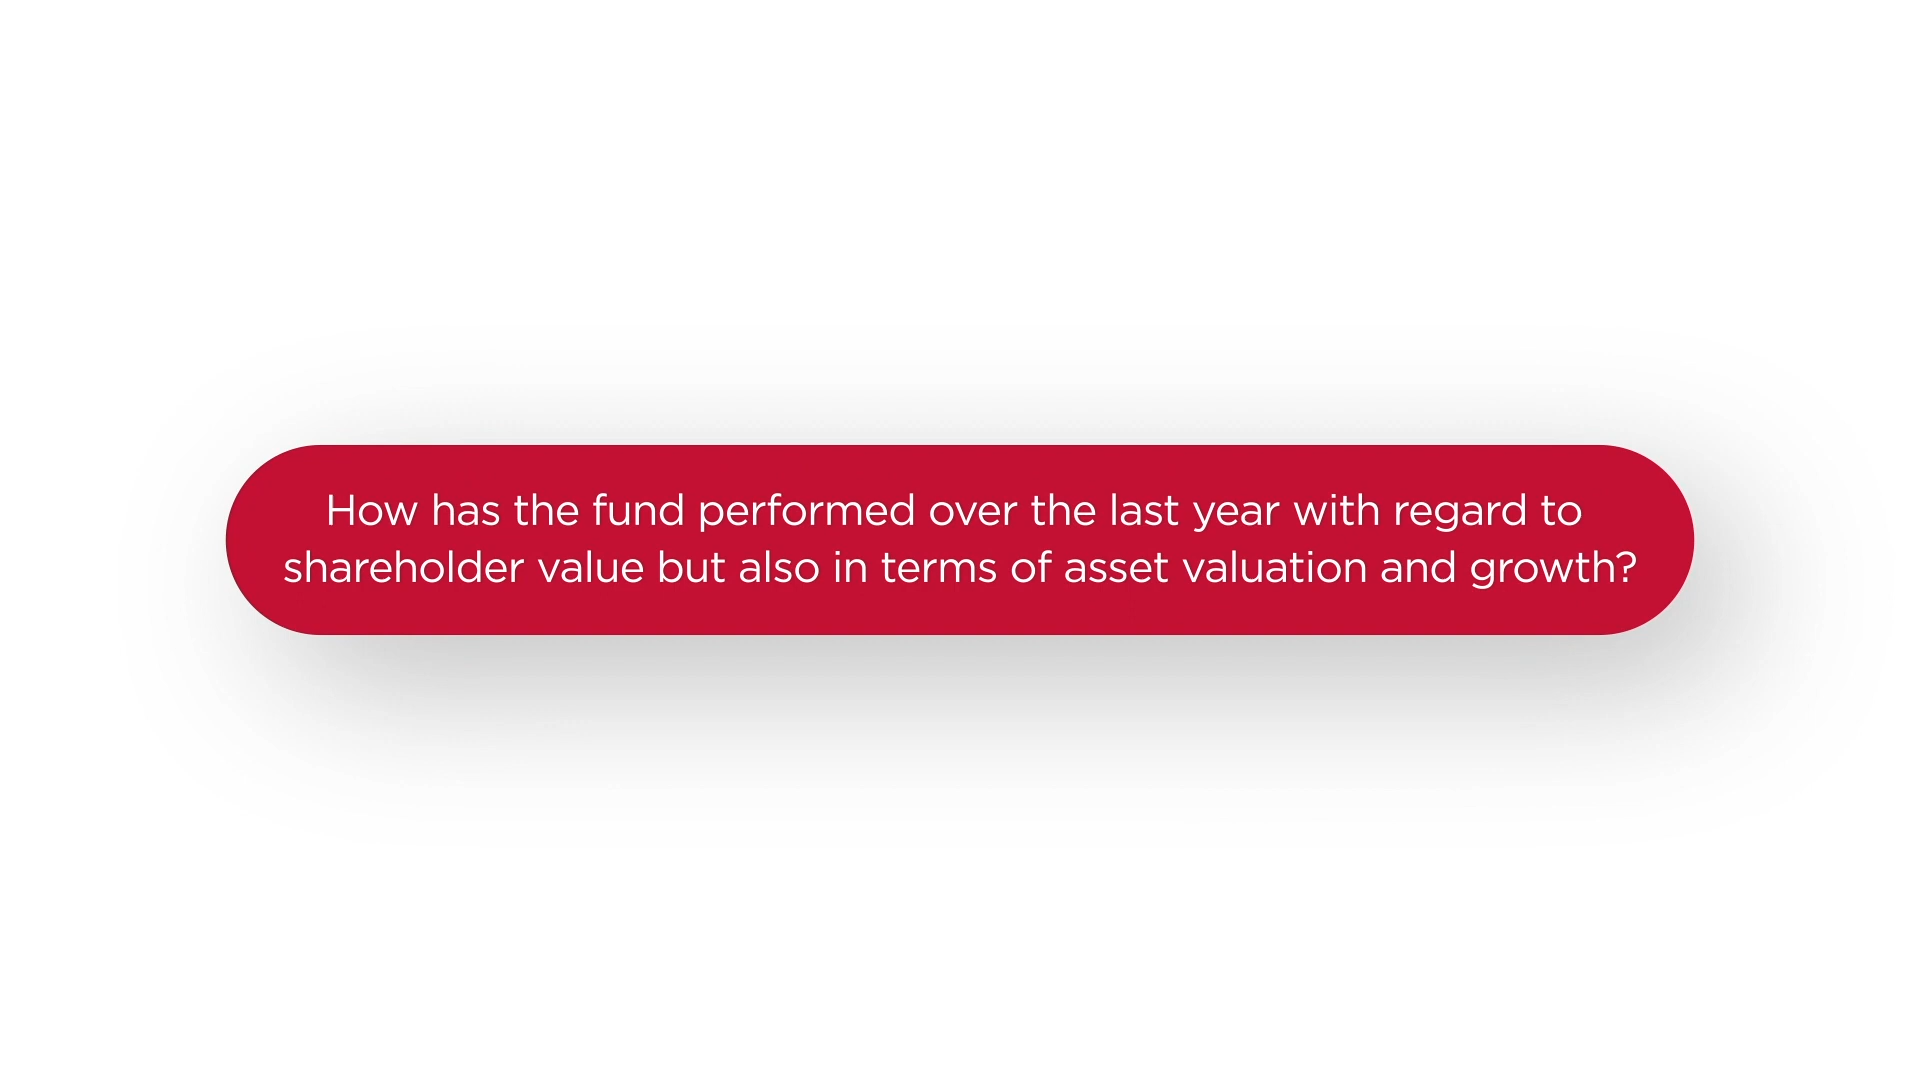 How has the fund performed over the last year with regard to
shareholder value but also in terms of asset valuation and growth?